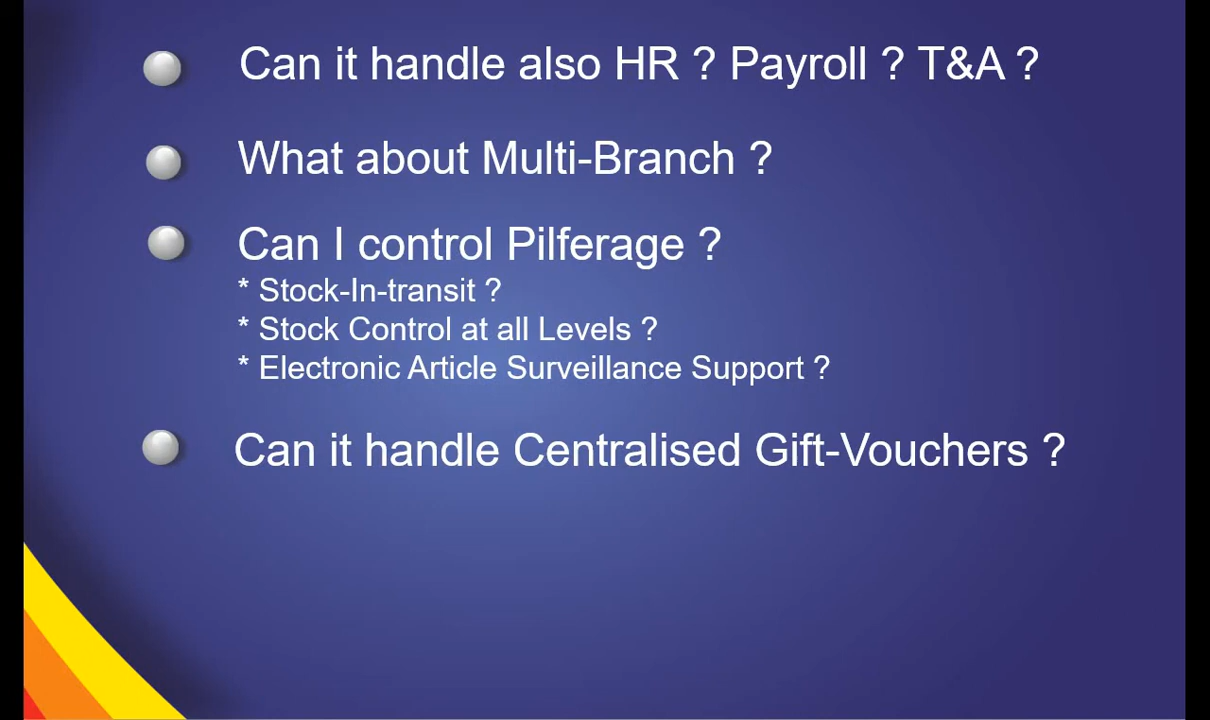 Can it handle also HR ? Payroll ? T&A ?
What about Multi-Branch ?
Can I control Pilferage ?
* Stock-In-transit ?
* Stock Control at all Levels ?
* Electronic Article Surveillance Support ?
Can it handle Centralised Gift-Vouchers ?